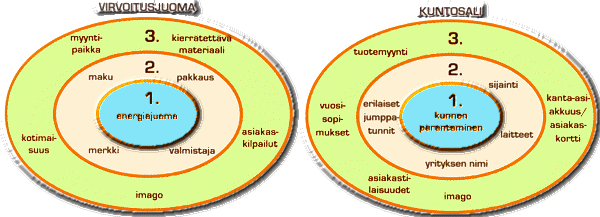 VIRVOITUSJUOMA
3.
myynti-
paikka
kierratettävä
materiaali
2.
maku
pakkaus
1.
energiajuoma
kotimai-
suus
asiakas-
kilpailut
merkki
valmistaja
imago
KUNTOSALI
3.
tuotemyynti
2.
sijainti
1.
kunnon
parantaminen
vuosi-
sopi-
mukset
erilaiset
jumppa-
tunnit
laitteet
kanta-asi-
akkuus/
asiakas-
kortti
yrityksen nimi
asiakasti-
laisuudet
imago